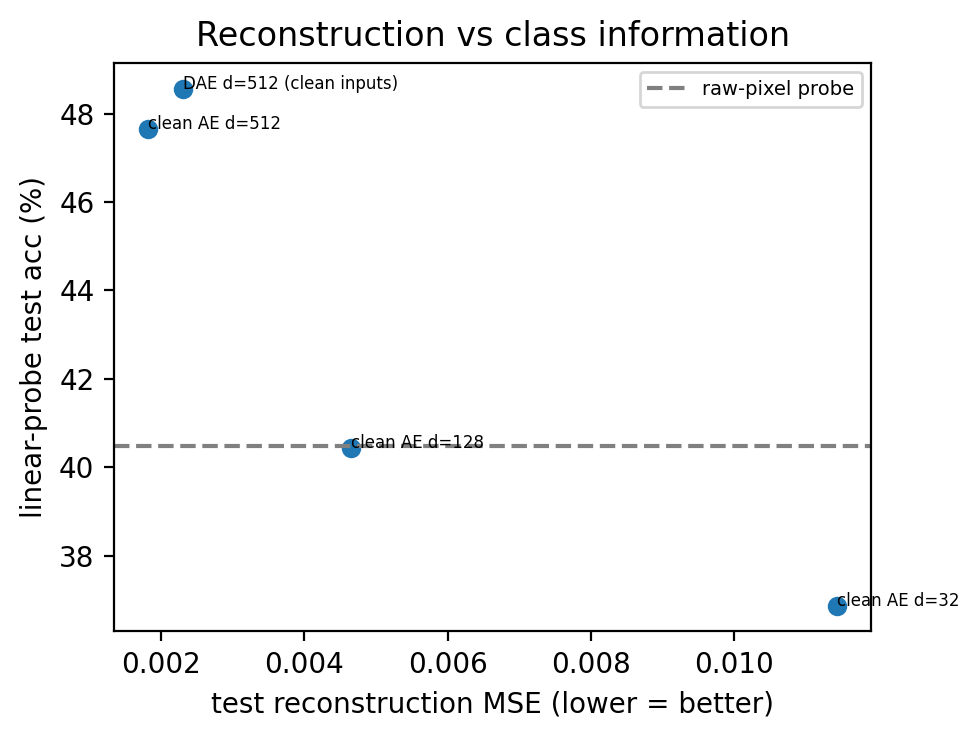 Reconstruction vs class information
DAE d=512 (clean inputs)
raw-pixel probe
clean AE d=512
clean AE d=128
clean AE d=32
48
46
44
42
40
38
linear-probe test acc (%)
0.002 0.004 0.006 0.008 0.010
test reconstruction MSE (lower = better)